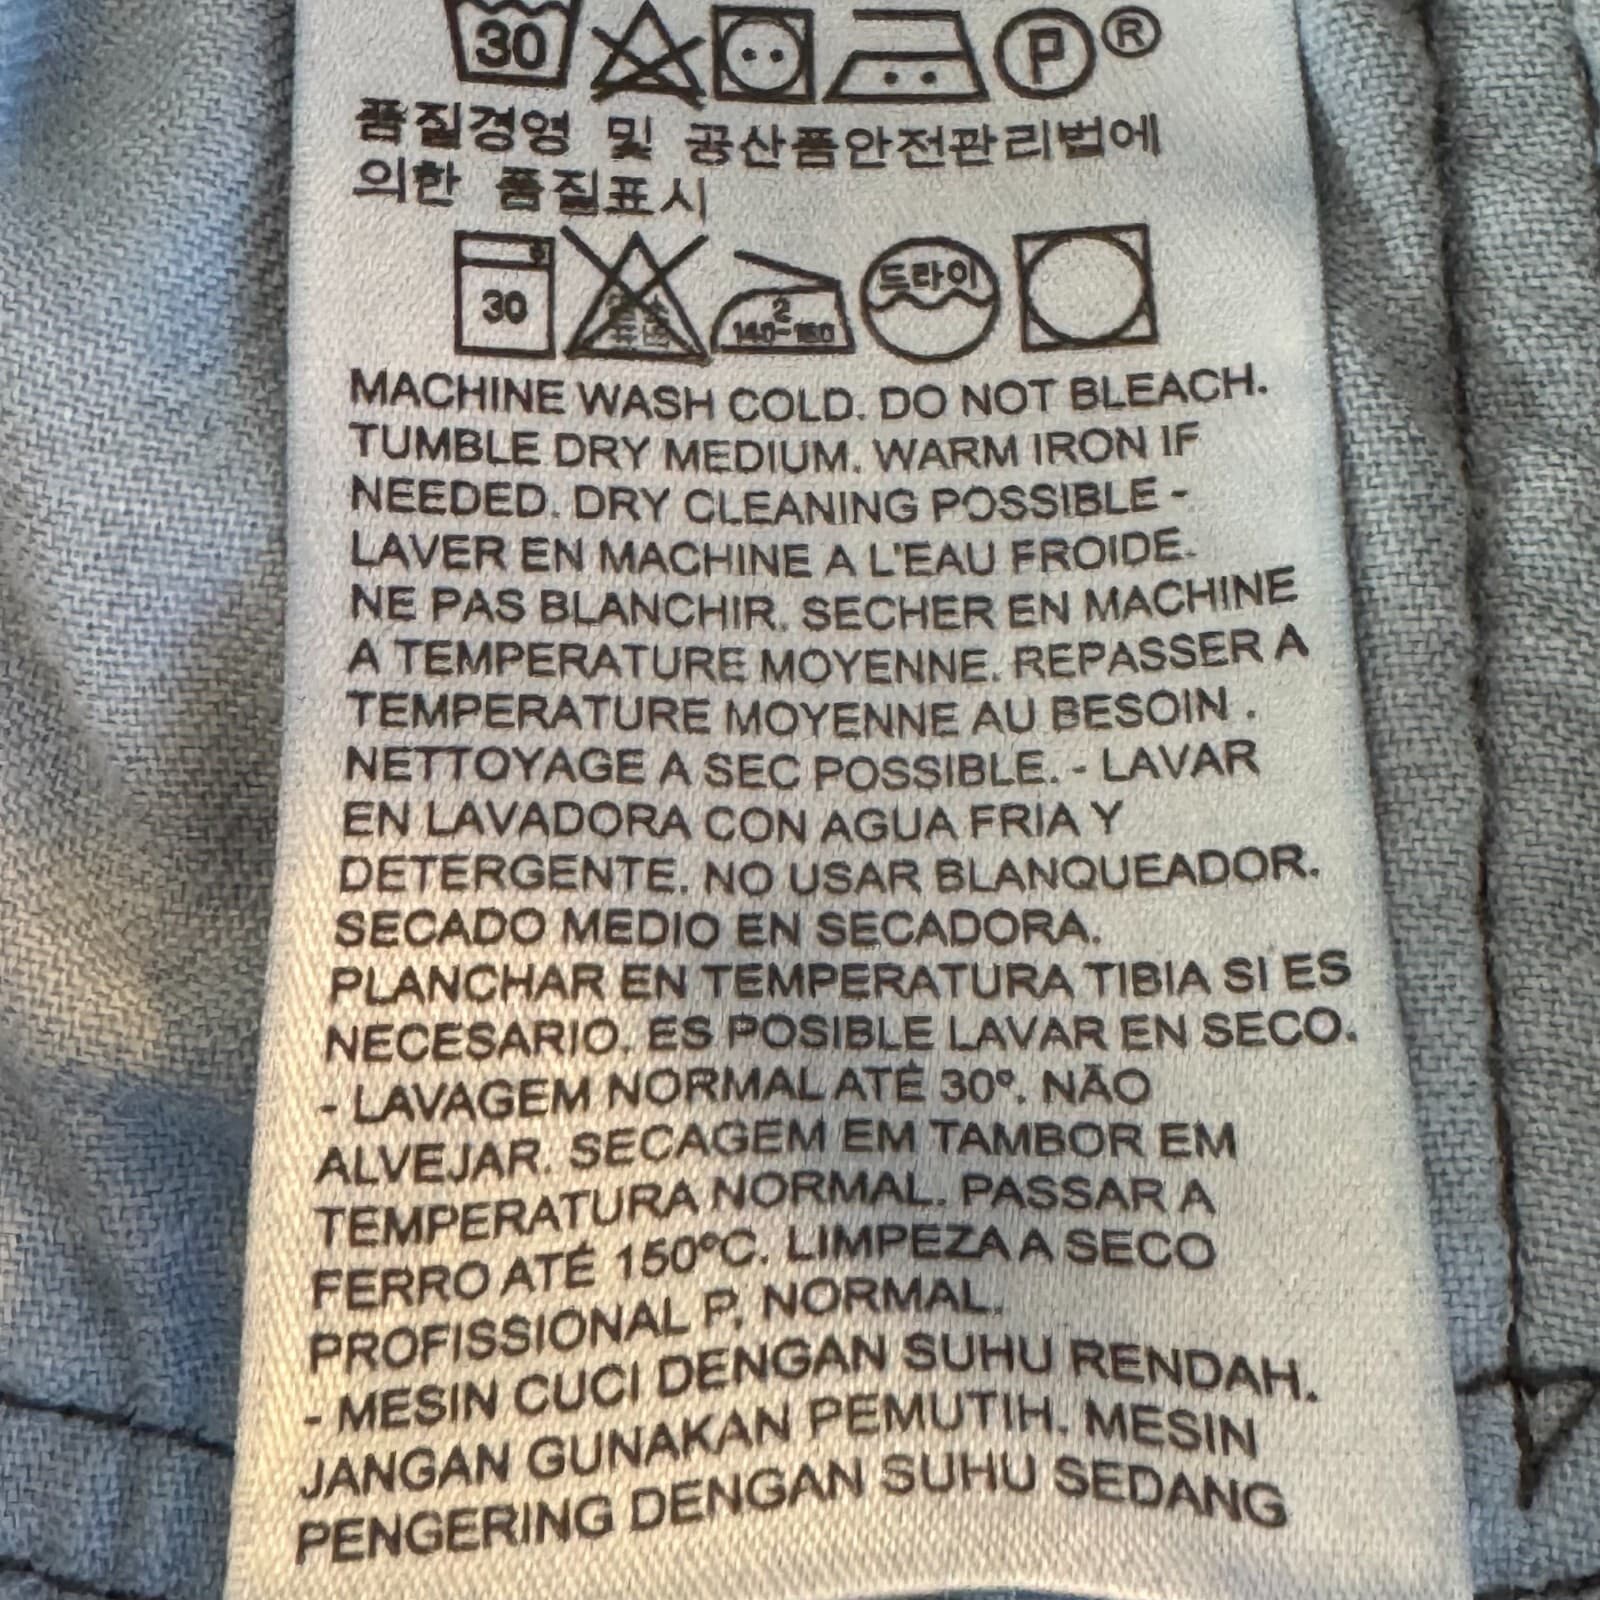 30 P ®
품질경영 및 공산품안전관리법에
의한 품질표시
30 2 140-160 드라이
MACHINE WASH COLD. DO NOT BLEACH.
TUMBLE DRY MEDIUM. WARM IRON IF
NEEDED. DRY CLEANING POSSIBLE -
LAVER EN MACHINE A L'EAU FROIDE.
NE PAS BLANCHIR. SECHER EN MACHINE
A TEMPERATURE MOYENNE. REPASSER A
TEMPERATURE MOYENNE AU BESOIN .
NETTOYAGE A SEC POSSIBLE. - LAVAR
EN LAVADORA CON AGUA FRIA Y
DETERGENTE. NO USAR BLANQUEADOR.
SECADO MEDIO EN SECADORA.
PLANCHAR EN TEMPERATURA TIBIA SI ES
NECESARIO. ES POSIBLE LAVAR EN SECO.
- LAVAGEM NORMAL ATÉ 30º. NÃO
ALVEJAR. SECAGEM EM TAMBOR EM
TEMPERATURA NORMAL. PASSAR A
FERRO ATÉ 150ºC. LIMPEZA A SECO
PROFISSIONAL P, NORMAL.
- MESIN CUCI DENGAN SUHU RENDAH.
JANGAN GUNAKAN PEMUTIH. MESIN
PENGERING DENGAN SUHU SEDANG